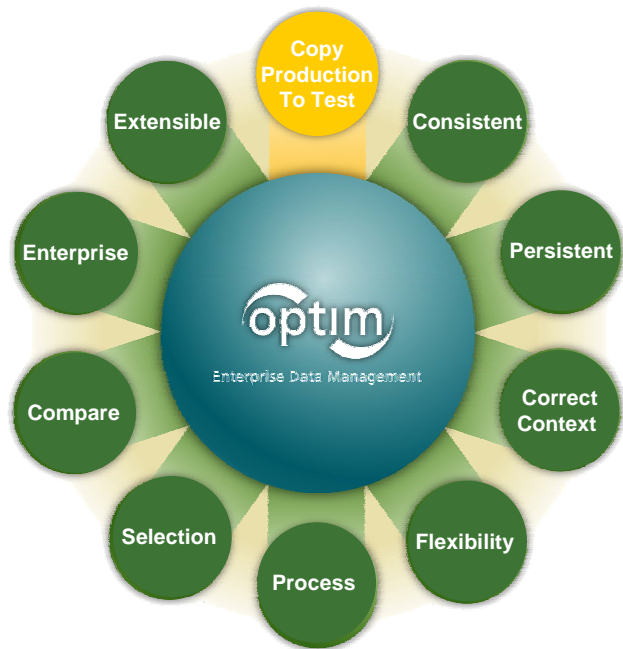 Copy
Production
To Test
Consistent
Persistent
Correct
Context
Flexibility
Process
Selection
Compare
Enterprise
Extensible
optim
Enterprise Data Management